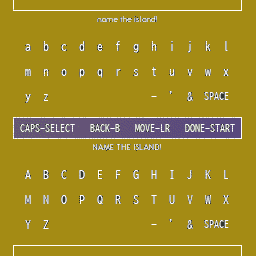 name the island!
a b c d e f g h i j k l
m n o p q r s t u v w x
y z - ' & SPACE
CAPS-SELECT BACK-B MOVE-LR DONE-START
NAME THE ISLAND!
A B C D E F G H I J K L
M N O P Q R S T U V W X
Y Z - ' & SPACE